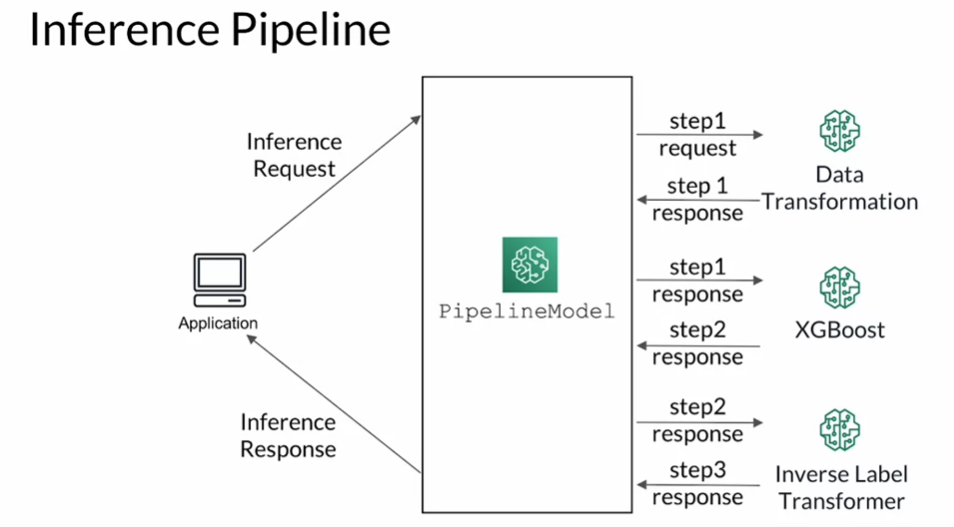 Inference Pipeline
Inference
Request
Application
Inference
Response
PipelineModel
step1
request
step 1
response
Data
Transformation
step1
response
step2
response
XGBoost
step2
response
step3
response
Inverse Label
Transformer